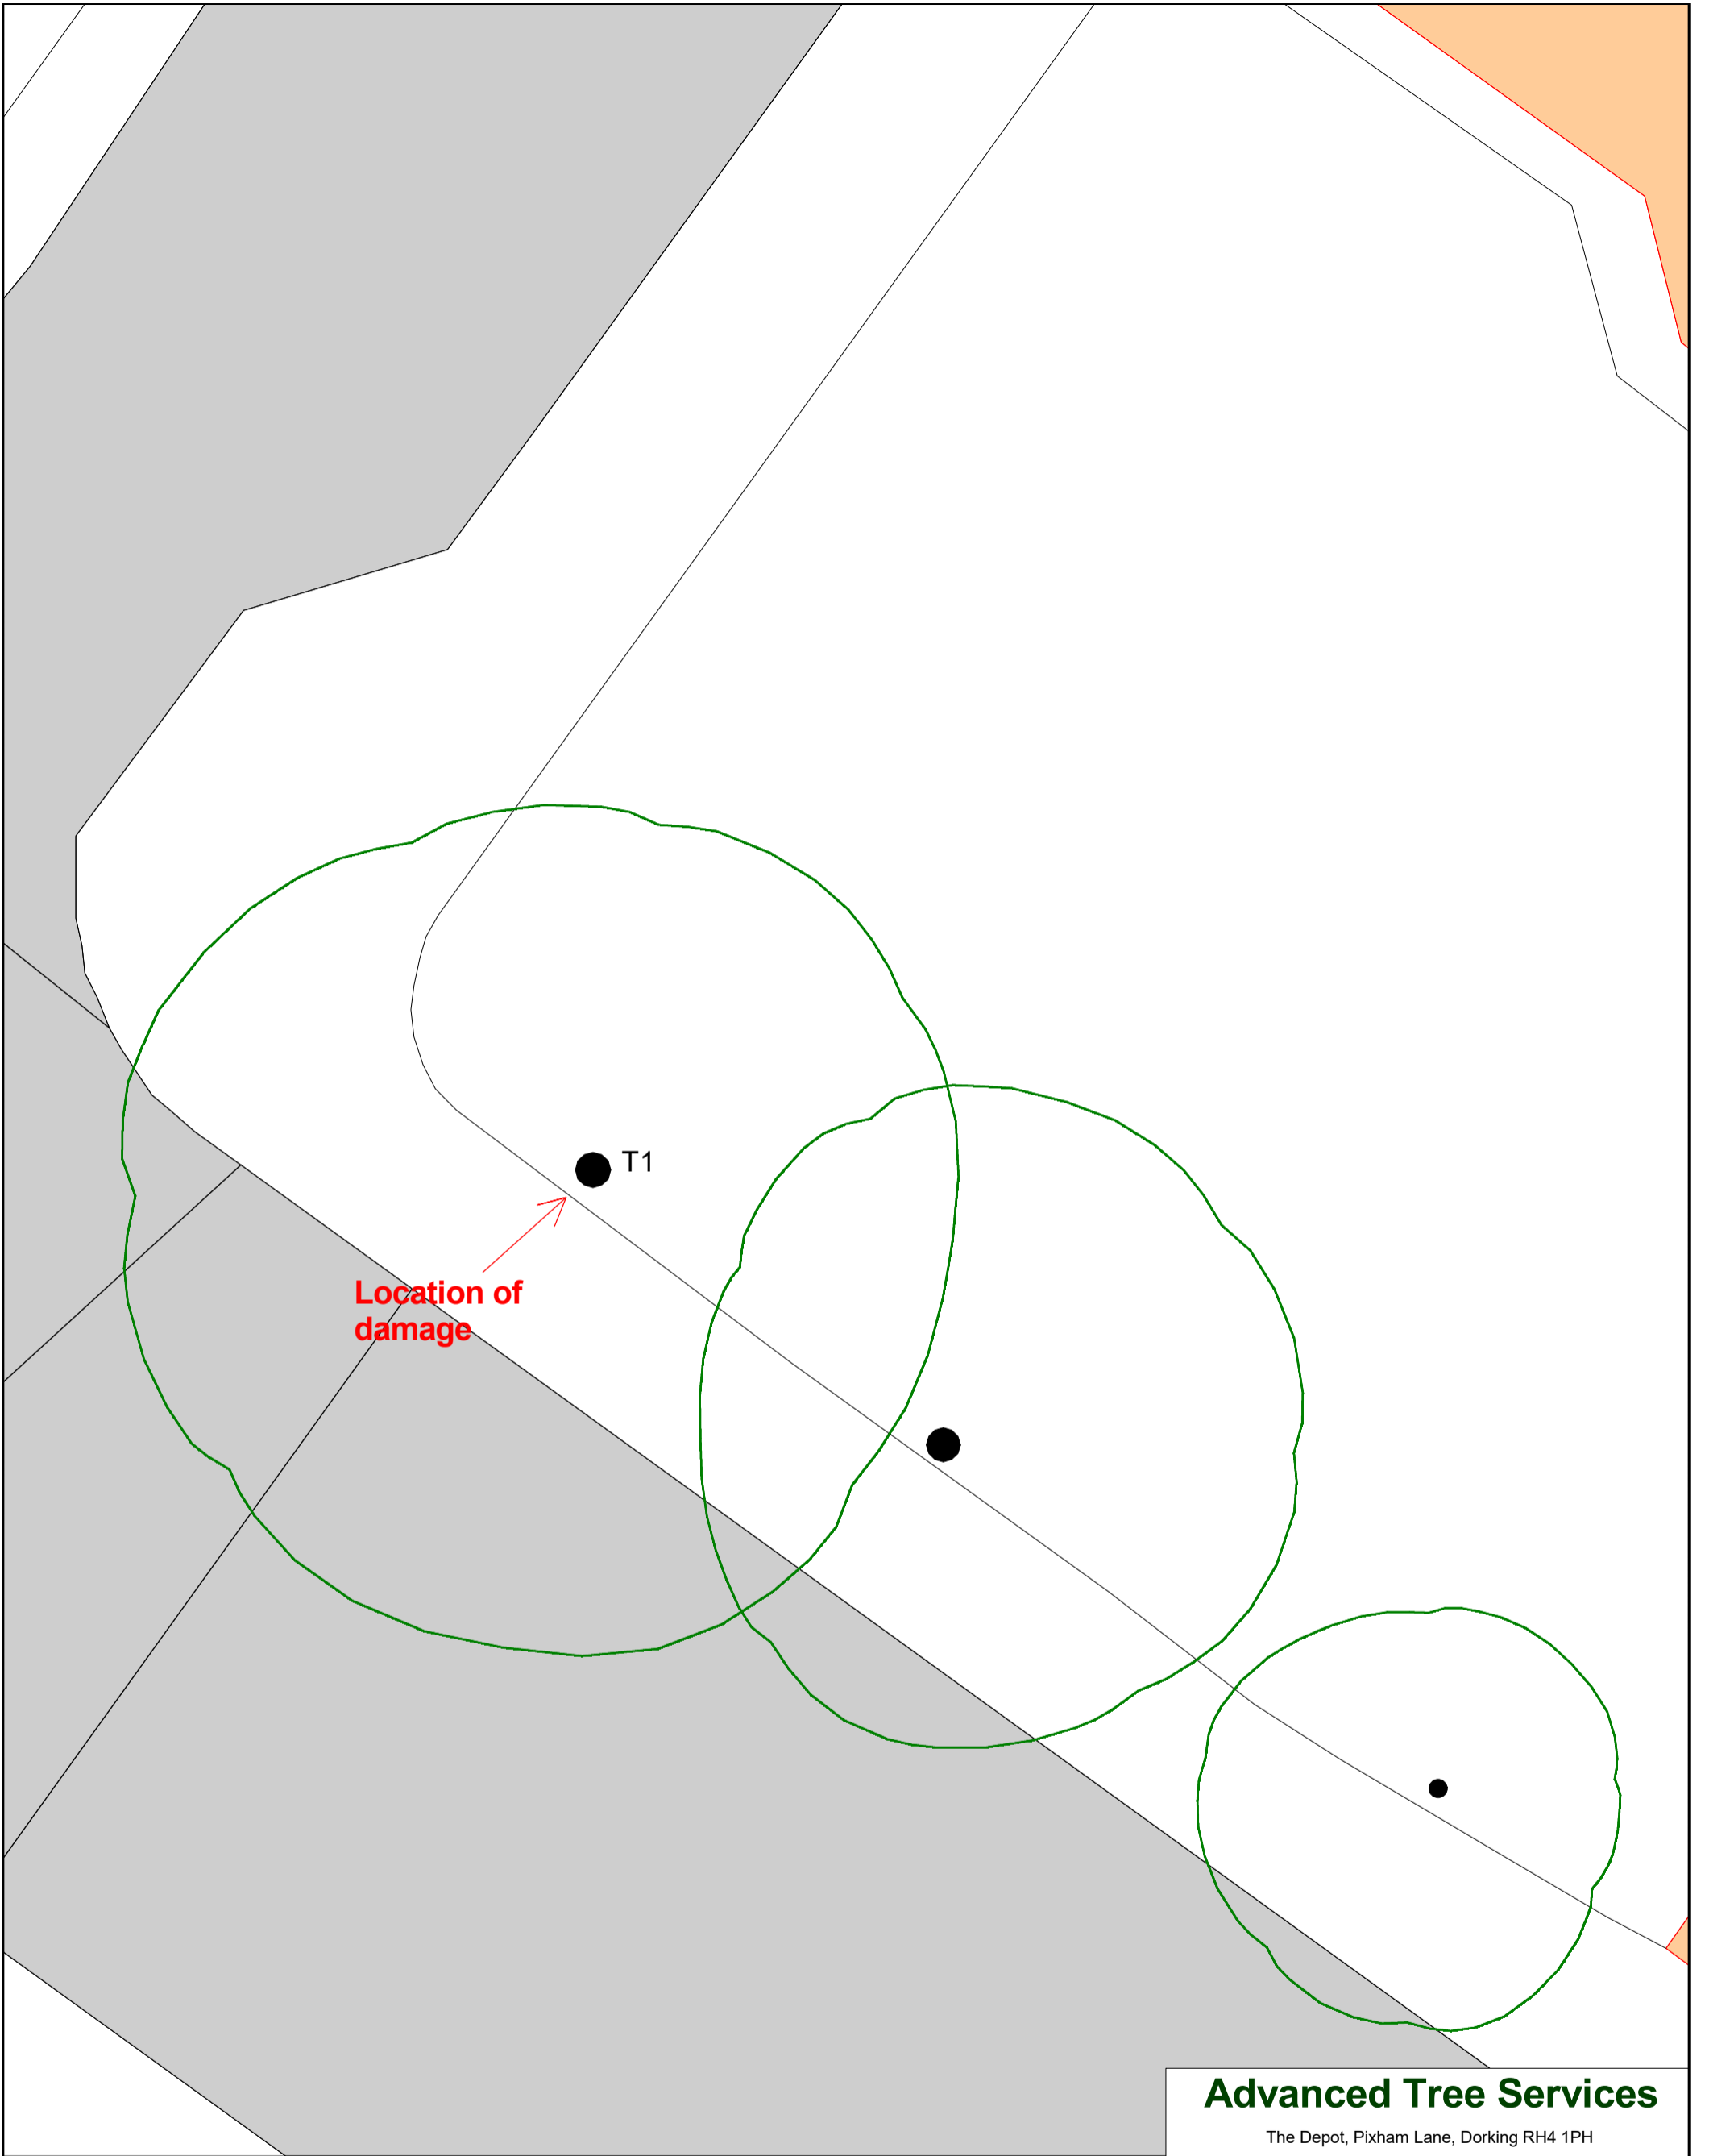 T1
Location of
damage
Advanced Tree Services
The Depot, Pixham Lane, Dorking RH4 1PH